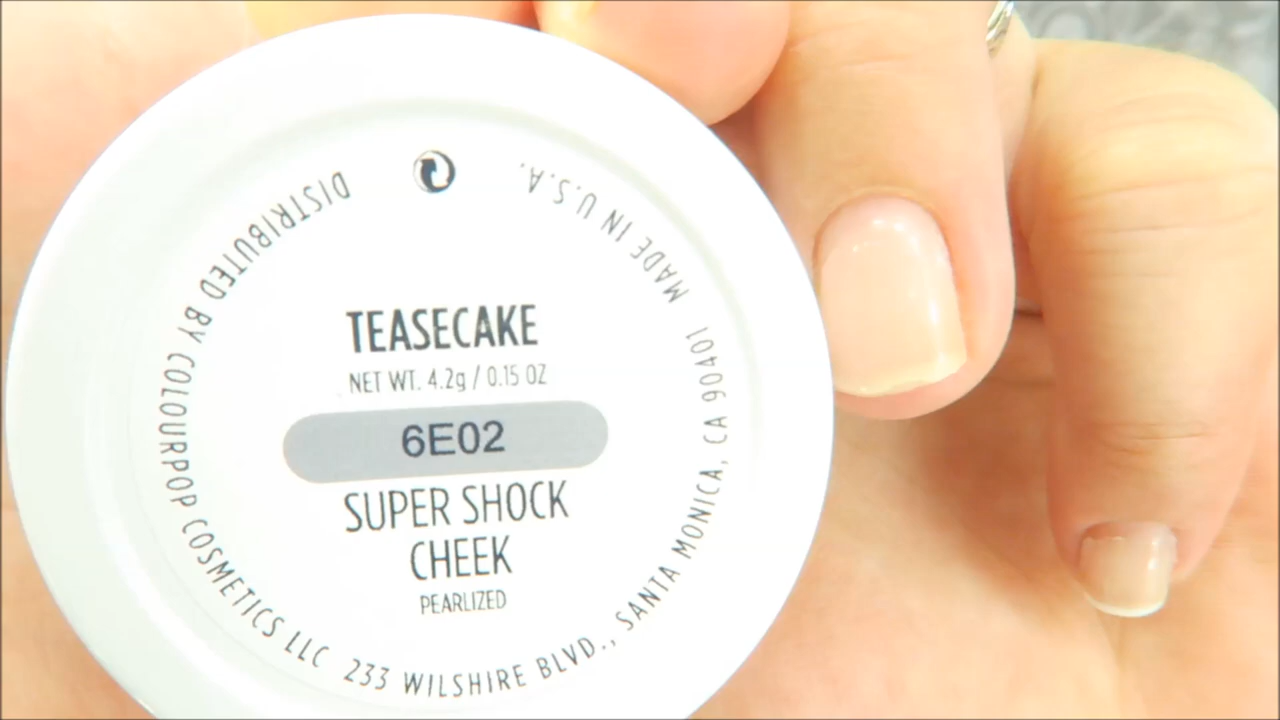 TEASECAKE
NET WT. 4.2g / 0.15 OZ
6E02
SUPER SHOCK
CHEEK
PEARLIZED
DISTRIBUTED BY COLOURPOP COSMETICS LLC 233 WILSHIRE BLVD., SANTA MONICA, CA 90401 MADE IN U.S.A.